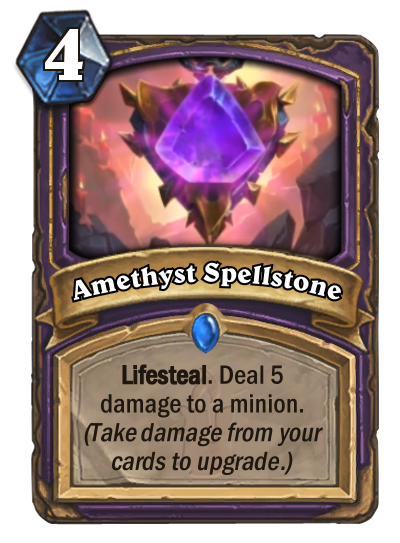 4
Amethyst Spellstone
Lifesteal. Deal 5
damage to a minion.
(Take damage from your
cards to upgrade.)